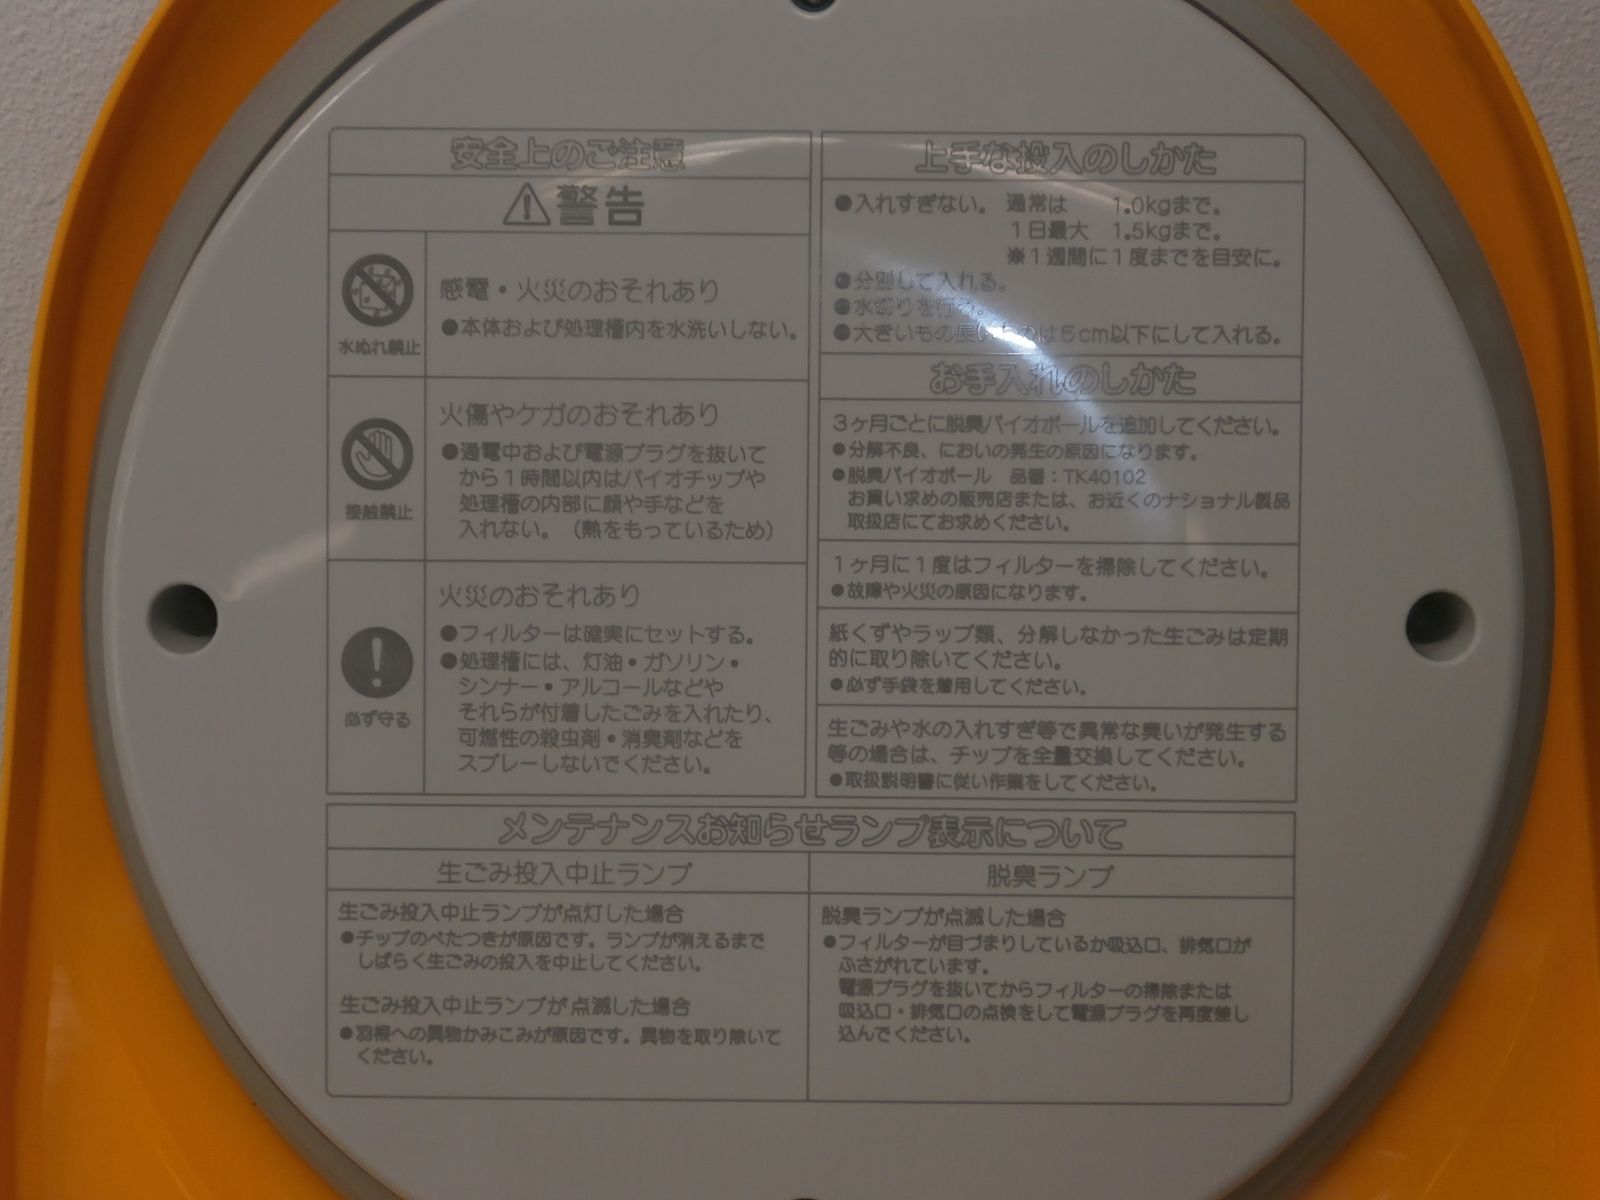 安全上のご注意
警告
水ぬれ禁止
感電・火災のおそれあり
●本体および処理槽内を水洗いしない。
接触禁止
火傷やケガのおそれあり
●通電中および電源プラグを抜いて
から1時間以内はバイオチップや
処理槽の内部に顔や手などを
入れない。(熱をもっているため)
必ず守る
火災のおそれあり
●フィルターは確実にセットする。
●処理槽には、灯油・ガソリン・
シンナー・アルコールなどや
それらが付着したごみを入れたり、
可燃性の殺虫剤・消臭剤などを
スプレーしないでください。
上手な投入のしかた
●入れすぎない。 通常は 1.0kgまで。
1日最大 1.5kgまで。
※1週間に1度までを目安に。
●分別して入れる。
●水切りを行う。
●大きいもの長いものは5cm以下にして入れる。
お手入れのしかた
3ヶ月ごとに脱臭バイオボールを追加してください。
●分解不良、においの発生の原因になります。
●脱臭バイオボール 品番:TK40102
お買い求めの販売店または、お近くのナショナル製品
取扱店にてお求めください。
1ヶ月に1度はフィルターを掃除してください。
●故障や火災の原因になります。
紙くずやラップ類、分解しなかった生ごみは定期
的に取り除いてください。
●必ず手袋を着用してください。
生ごみや水の入れすぎ等で異常な臭いが発生する
等の場合は、チップを全量交換してください。
●取扱説明書に従い作業をしてください。
メンテナンスお知らせランプ表示について
生ごみ投入中止ランプ
生ごみ投入中止ランプが点灯した場合
●チップのべたつきが原因です。ランプが消えるまで
しばらく生ごみの投入を中止してください。
生ごみ投入中止ランプが点滅した場合
●羽根への異物かみこみが原因です。異物を取り除いて
ください。
脱臭ランプ
脱臭ランプが点滅した場合
●フィルターが目づまりしているか吸込口、排気口が
ふさがれています。
電源プラグを抜いてからフィルターの掃除または
吸込口・排気口の点検をして電源プラグを再度差し
込んでください。